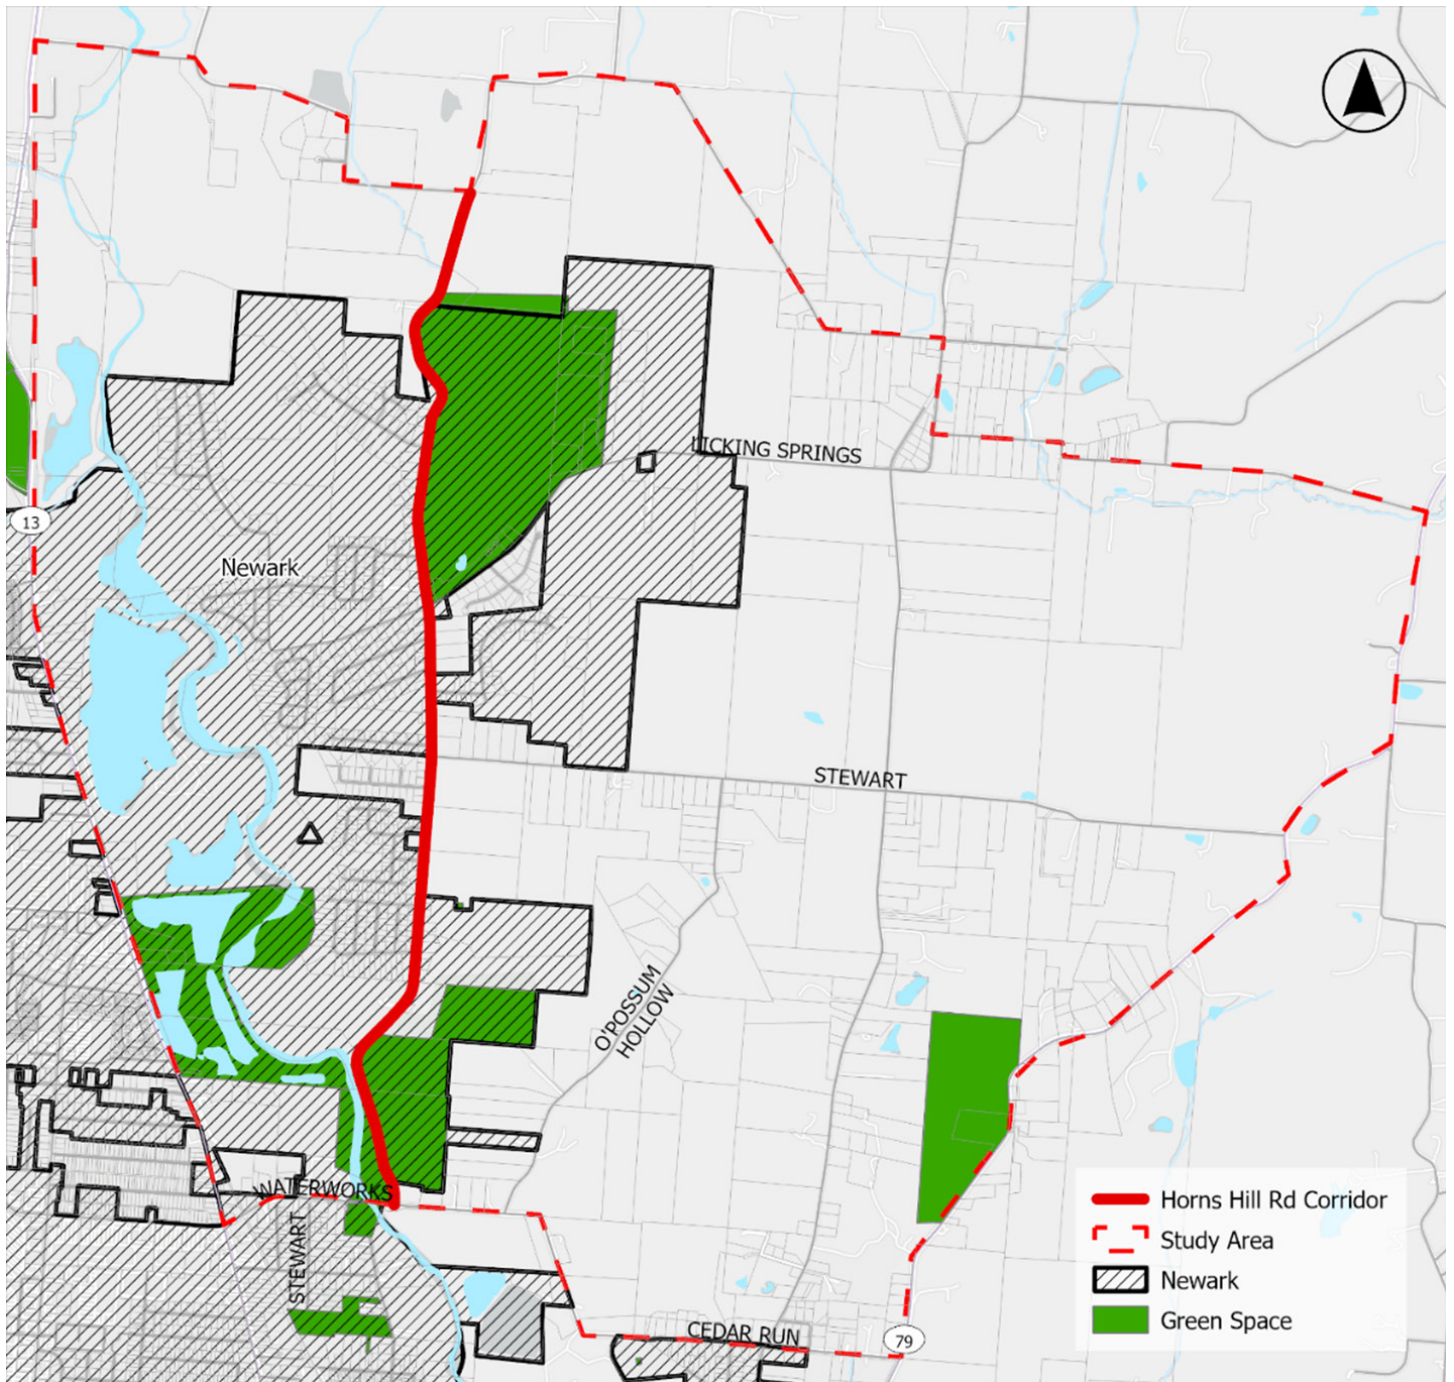 LICKING SPRINGS
13
Newark
STEWART
O'POSSUM
HOLLOW
WATERWORKS
STEWART
CEDAR RUN
79
Horns Hill Rd Corridor
Study Area
Newark
Green Space